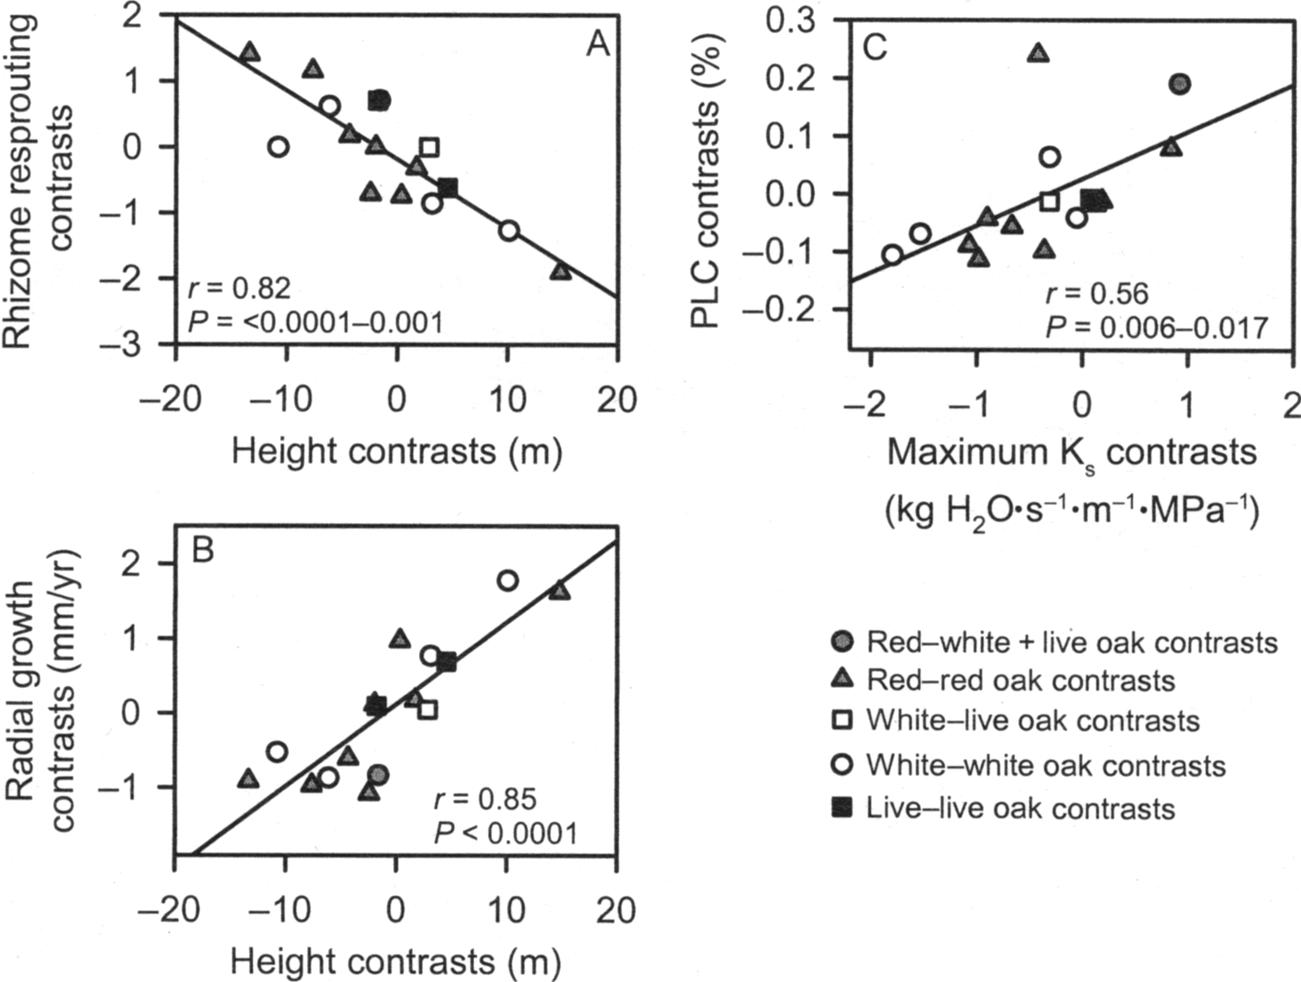 A
Rhizome resprouting
contrasts
2
1
0
−1
−2
−3
r = 0.82
P = <0.0001–0.001
−20 −10 0 10 20
Height contrasts (m)
C
PLC contrasts (%)
0.3
0.2
0.1
0.0
−0.1
−0.2
r = 0.56
P = 0.006–0.017
−2 −1 0 1 2
Maximum Ks contrasts
(kg H2O•s−1•m−1•MPa−1)
B
Radial growth
contrasts (mm/yr)
2
1
0
−1
r = 0.85
P < 0.0001
−20 −10 0 10 20
Height contrasts (m)
Red–white + live oak contrasts
Red–red oak contrasts
White–live oak contrasts
White–white oak contrasts
Live–live oak contrasts